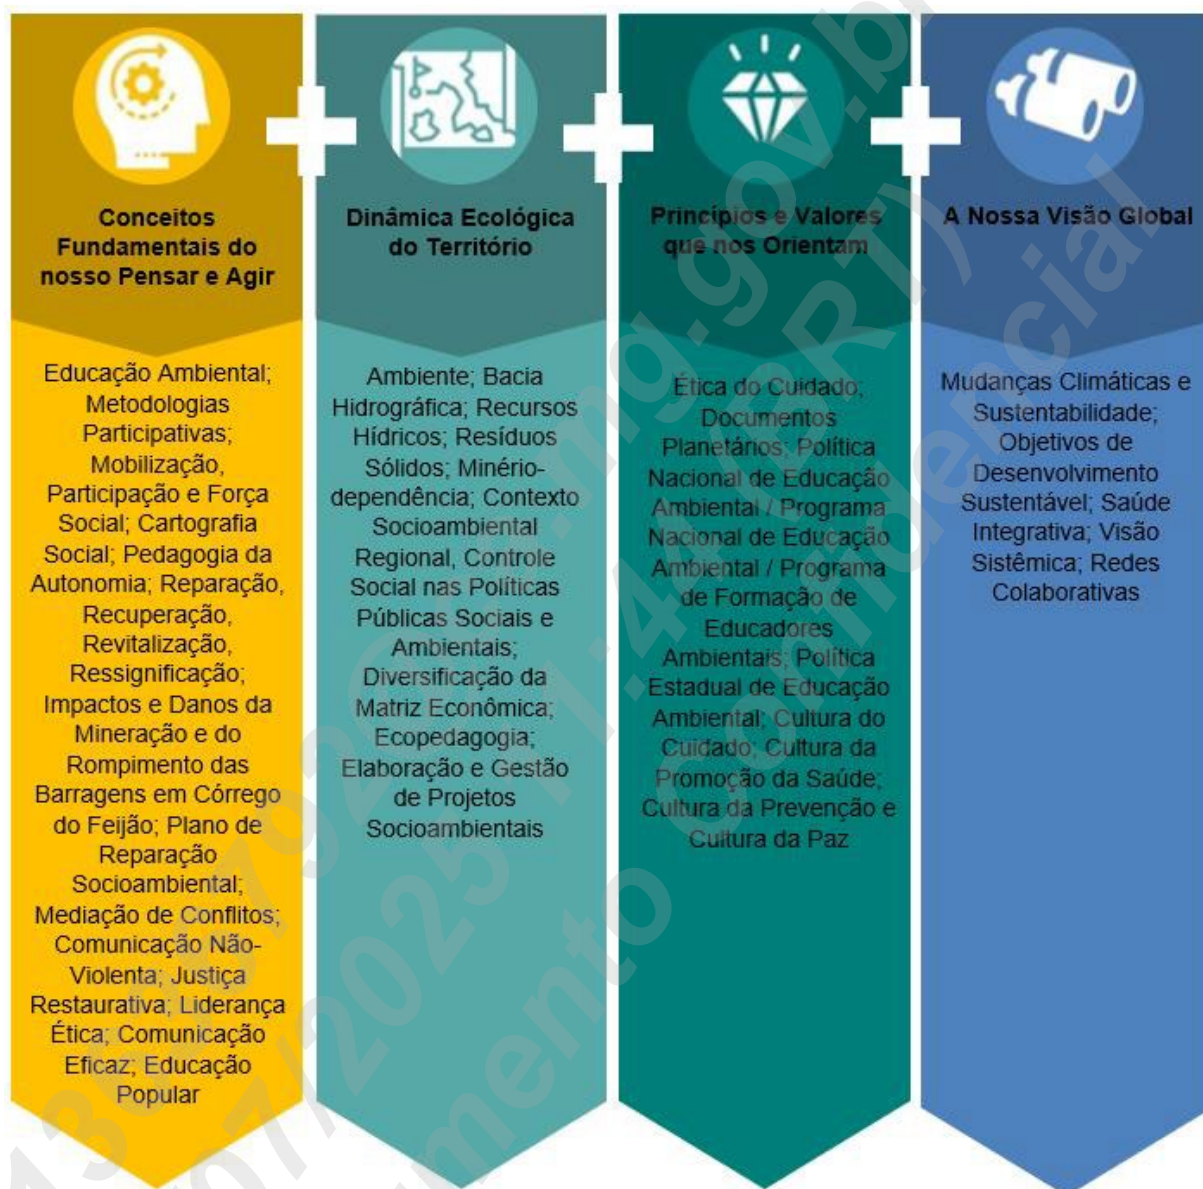 Conceitos
Fundamentais do
nosso Pensar e Agir
Educação Ambiental;
Metodologias
Participativas;
Mobilização,
Participação e Força
Social; Cartografia
Social; Pedagogia da
Autonomia; Reparação,
Recuperação,
Revitalização,
Ressignificação;
Impactos e Danos da
Mineração e do
Rompimento das
Barragens em Córrego
do Feijão; Plano de
Reparação
Socioambiental;
Mediação de Conflitos;
Comunicação Não-
Violenta; Justiça
Restaurativa; Liderança
Ética; Comunicação
Eficaz; Educação
Popular
Dinâmica Ecológica
do Território
Ambiente; Bacia
Hidrográfica; Recursos
Hídricos; Resíduos
Sólidos; Minério-
dependência; Contexto
Socioambiental
Regional, Controle
Social nas Políticas
Públicas Sociais e
Ambientais;
Diversificação da
Matriz Econômica;
Ecopedagogia;
Elaboração e Gestão
de Projetos
Socioambientais
Princípios e Valores
que nos Orientam
Ética do Cuidado;
Documentos
Planetários; Política
Nacional de Educação
Ambiental / Programa
Nacional de Educação
Ambiental / Programa
de Formação de
Educadores
Ambientais; Política
Estadual de Educação
Ambiental; Cultura do
Cuidado; Cultura da
Promoção da Saúde;
Cultura da Prevenção e
Cultura da Paz
A Nossa Visão Global
Mudanças Climáticas e
Sustentabilidade;
Objetivos de
Desenvolvimento
Sustentável; Saúde
Integrativa; Visão
Sistêmica; Redes
Colaborativas